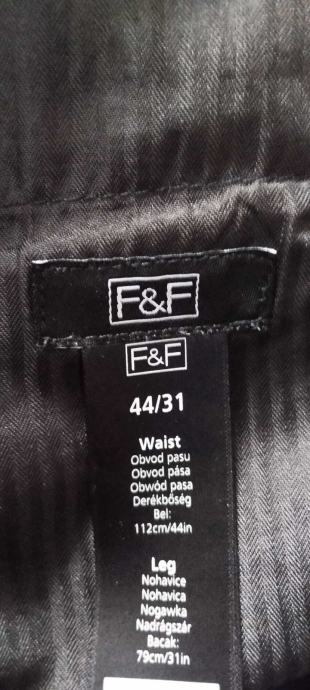 F&F
F&F
44/31
Waist
Obvod pasu
Obvod pása
Obwód pasa
Derékbőség
Bel:
112cm/44in
Leg
Nohavice
Nohavica
Nogawka
Nadrágszár
Bacak:
79cm/31in